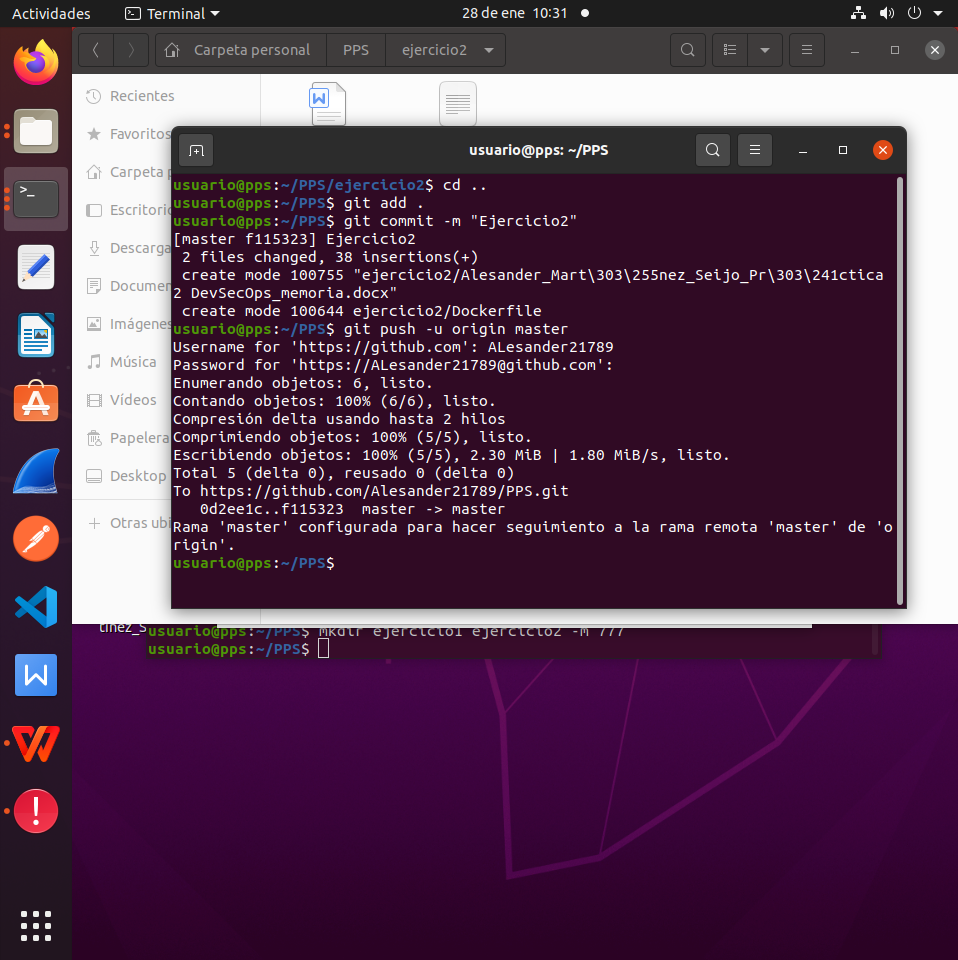 Actividades
Terminal
28 de ene 10:31
Carpeta personal
PPS
ejercicio2
Recientes
Favoritos
Carpeta p
Escritorio
Descarga
Documen
Imágenes
Música
Vídeos
Papelera
Desktop
Otras ubi
usuario@pps: ~/PPS
usuario@pps:~/PPS/ejercicio2$ cd ..
usuario@pps:~/PPS$ git add .
usuario@pps:~/PPS$ git commit -m "Ejercicio2"
[master f115323] Ejercicio2
 2 files changed, 38 insertions(+)
 create mode 100755 "ejercicio2/Alesander_Mart\303\255nez_Seijo_Pr\303\241ctica
2 DevSecOps_memoria.docx"
 create mode 100644 ejercicio2/Dockerfile
usuario@pps:~/PPS$ git push -u origin master
Username for 'https://github.com': ALesander21789
Password for 'https://ALesander21789@github.com':
Enumerando objetos: 6, listo.
Contando objetos: 100% (6/6), listo.
Compresión delta usando hasta 2 hilos
Comprimiendo objetos: 100% (5/5), listo.
Escribiendo objetos: 100% (5/5), 2.30 MiB | 1.80 MiB/s, listo.
Total 5 (delta 0), reusado 0 (delta 0)
To https://github.com/Alesander21789/PPS.git
   0d2ee1c..f115323  master -> master
Rama 'master' configurada para hacer seguimiento a la rama remota 'master' de 'o
rigin'.
usuario@pps:~/PPS$
tínez_S
usuario@pps:~/PPS$ mkdir ejercicio1 ejercicio2 -m 777
usuario@pps:~/PPS$